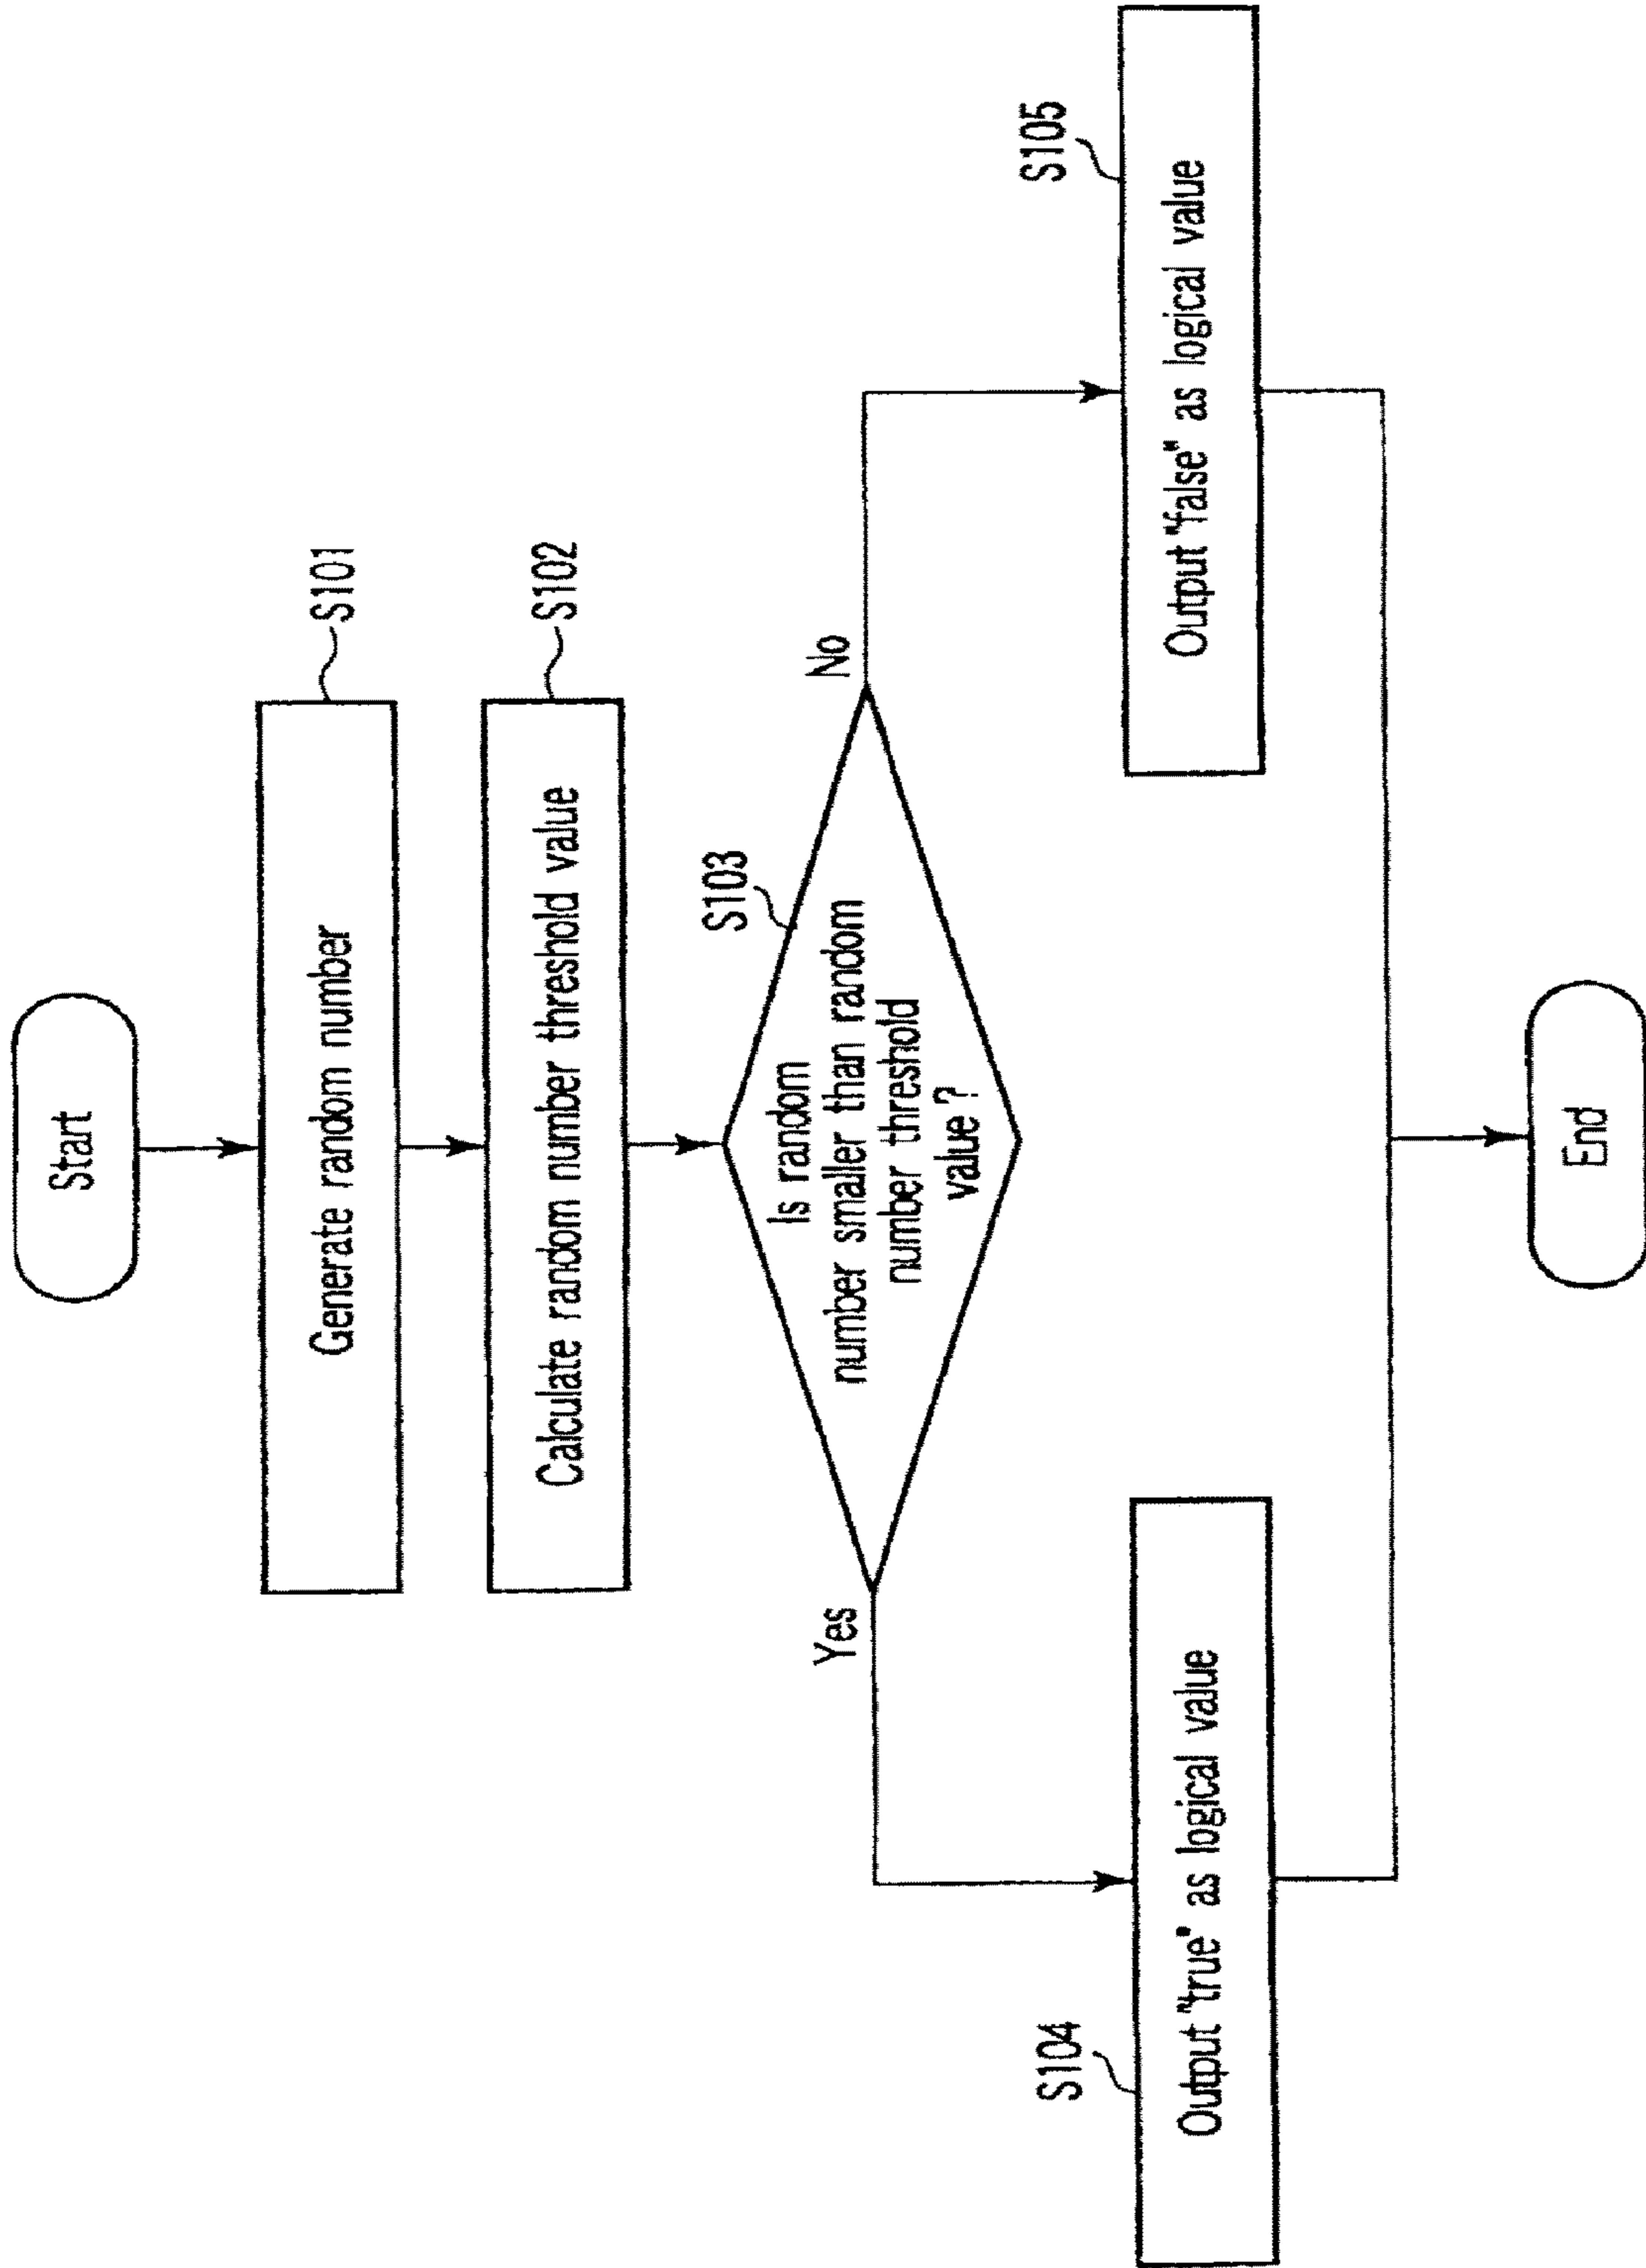 Start
Generate random number
S101
Calculate random number threshold value
S102
S103
Is random
number smaller than random
number threshold
value ?
Yes
No
S104
Output "true" as logical value
S105
Output "false" as logical value
End